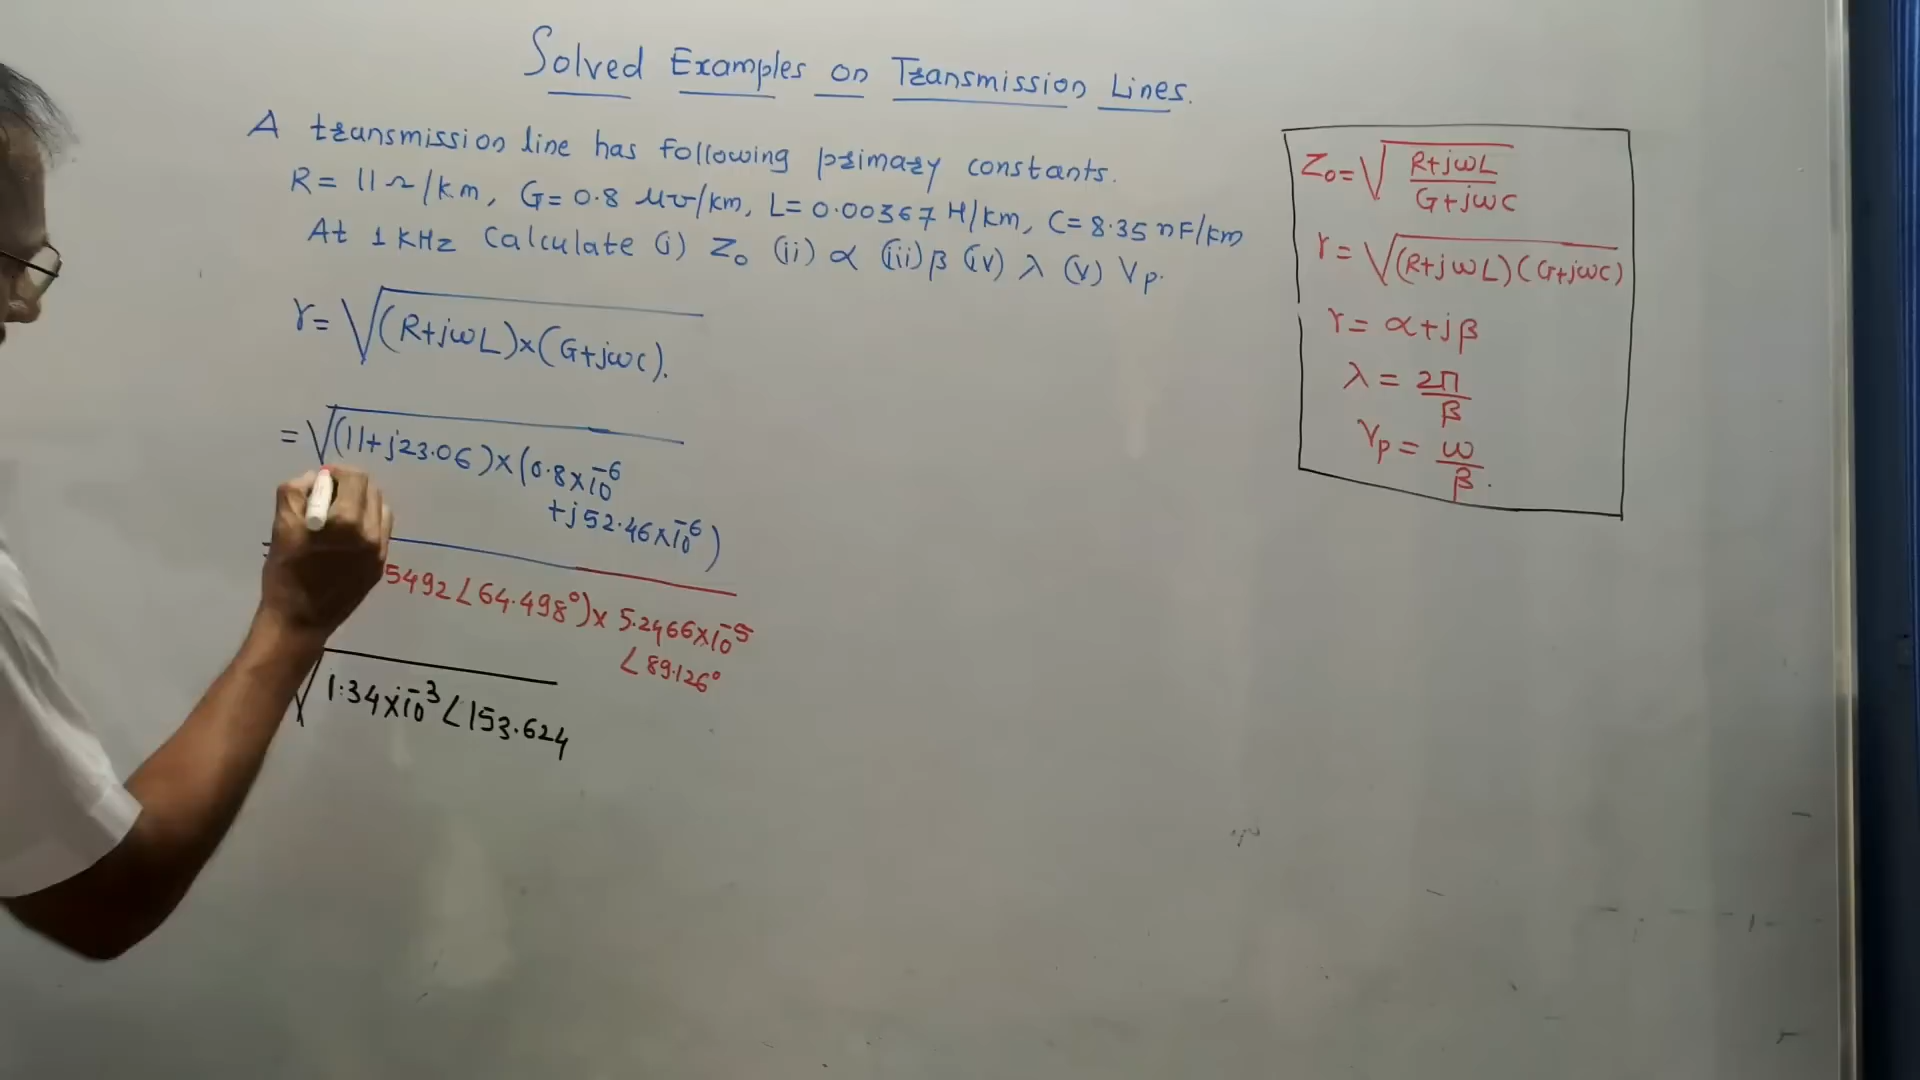 Solved Examples on Transmission Lines.
A transmission line has following primary constants.
R = 11 Ω/km, G = 0.8 μ℧/km, L = 0.00367 H/km, C = 8.35 nF/km
At 1 KHz Calculate (i) Z₀ (ii) α (iii) β (iv) λ (v) Vp.
γ = √(R+jωL)×(G+jωC).
= √(11+j23.06)×(0.8×10⁻⁶
+j52.46×10⁻⁶)
5492∠64.498°)× 5.2466×10⁻⁵
∠89.126°
√1.34×10⁻³∠153.624
Z₀ = √R+jωL/G+jωC
γ = √(R+jωL)(G+jωC)
γ = α+jβ
λ = 2π/β
Vp = ω/β.